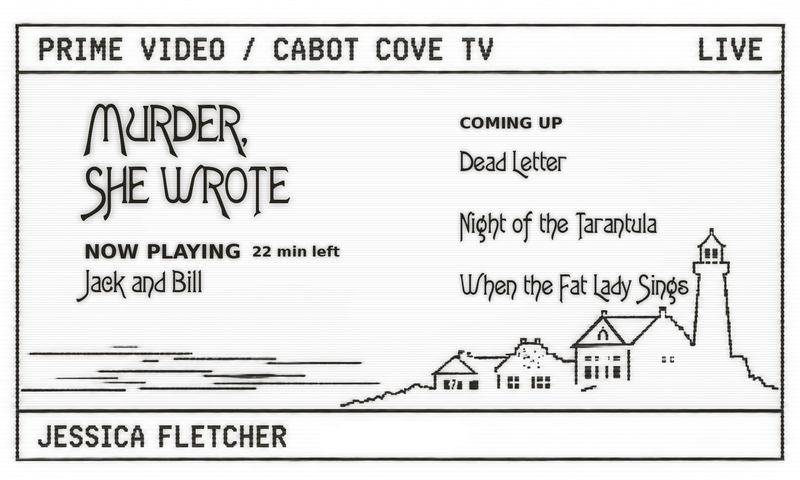 PRIME VIDEO / CABOT COVE TV LIVE
MURDER,
SHE WROTE
NOW PLAYING 22 min left
Jack and Bill
COMING UP
Dead Letter
Night of the Tarantula
When the Fat Lady Sings
JESSICA FLETCHER